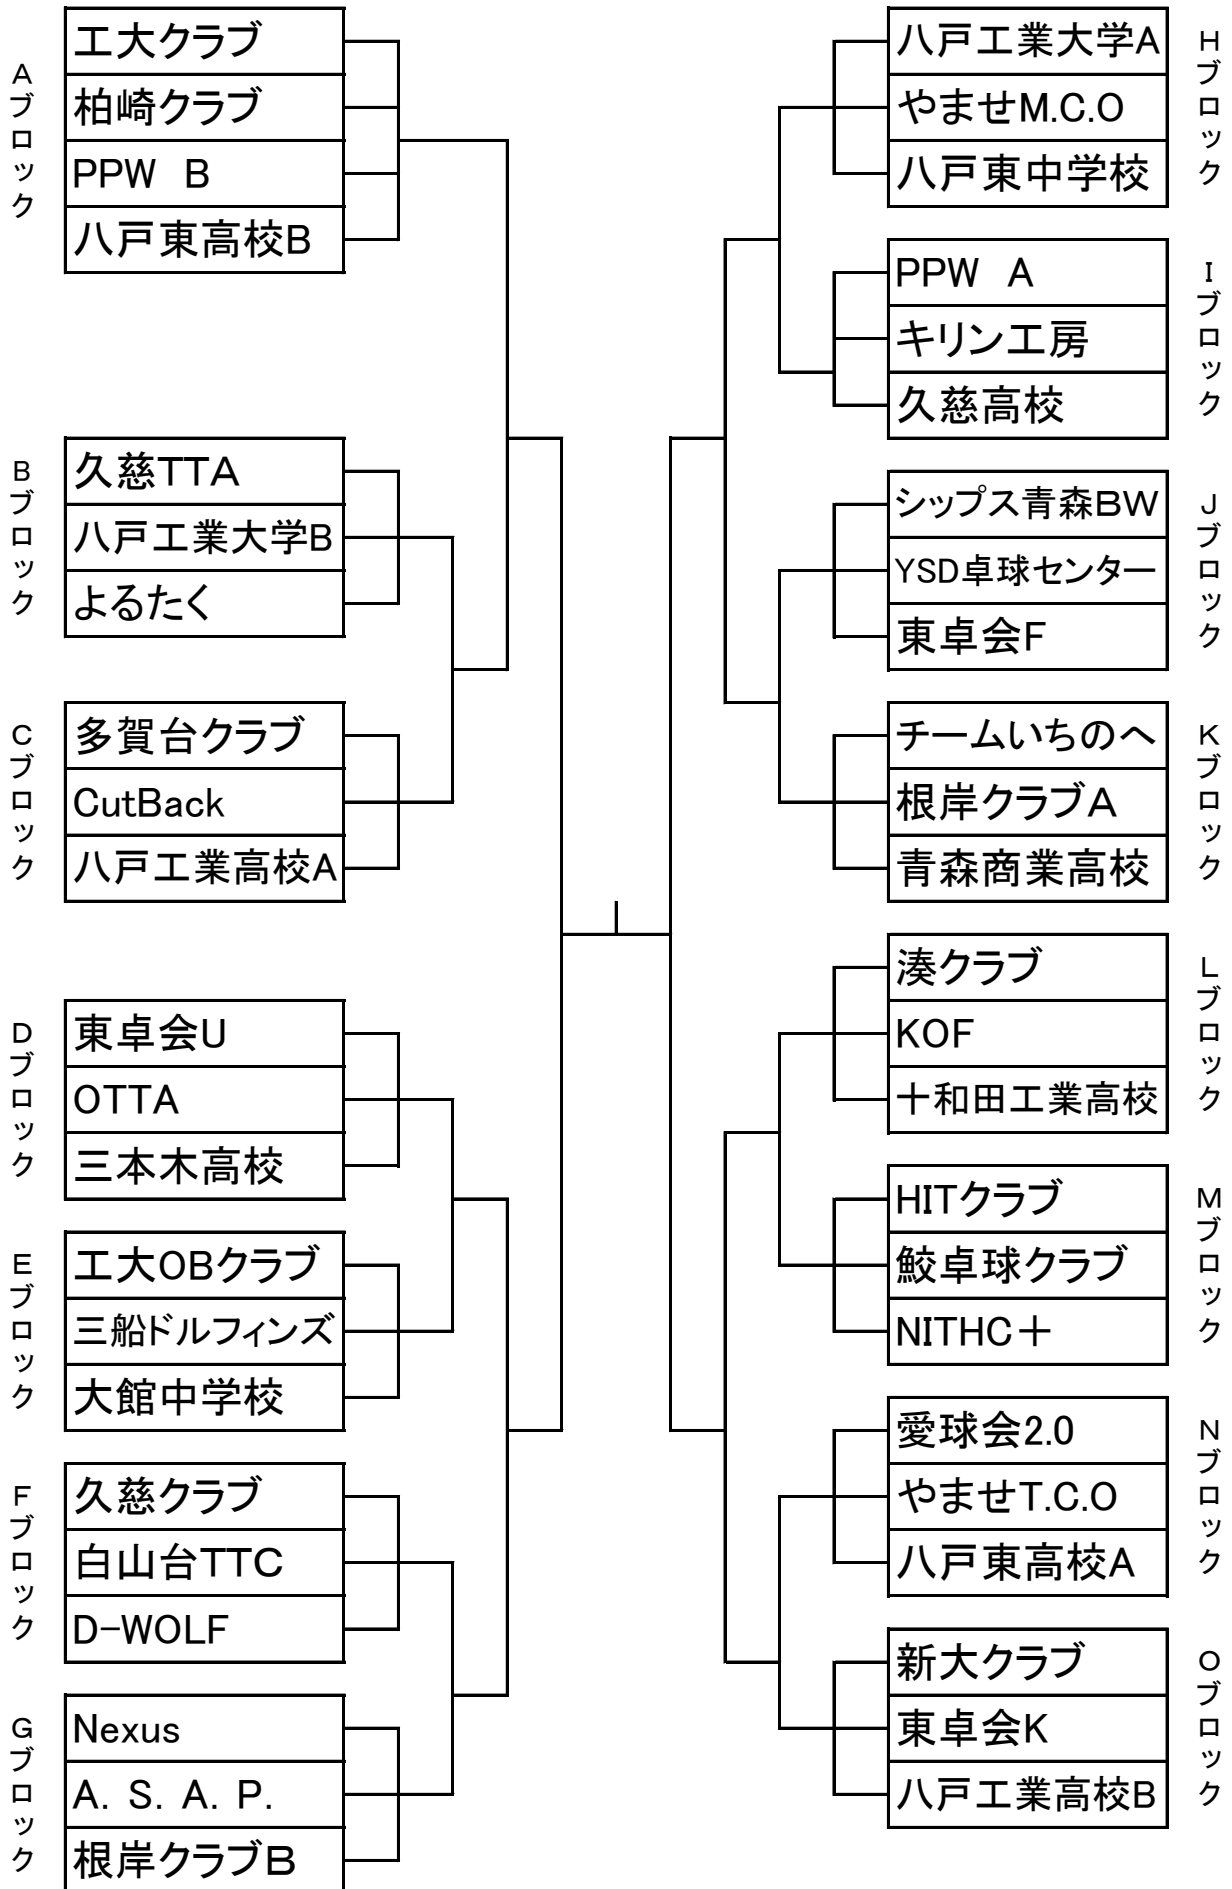 Aブロック
工大クラブ
柏崎クラブ
PPW　B
八戸東高校B
Bブロック
久慈TTA
八戸工業大学B
よるたく
Cブロック
多賀台クラブ
CutBack
八戸工業高校A
Dブロック
東卓会U
OTTA
三本木高校
Eブロック
工大OBクラブ
三船ドルフィンズ
大館中学校
Fブロック
久慈クラブ
白山台TTC
D-WOLF
Gブロック
Nexus
A. S. A. P.
根岸クラブB
Hブロック
八戸工業大学A
やませM.C.O
八戸東中学校
Iブロック
PPW　A
キリン工房
久慈高校
Jブロック
シップス青森BW
YSD卓球センター
東卓会F
Kブロック
チームいちのへ
根岸クラブA
青森商業高校
Lブロック
湊クラブ
KOF
十和田工業高校
Mブロック
HITクラブ
鮫卓球クラブ
NITHC＋
Nブロック
愛球会2.0
やませT.C.O
八戸東高校A
Oブロック
新大クラブ
東卓会K
八戸工業高校B